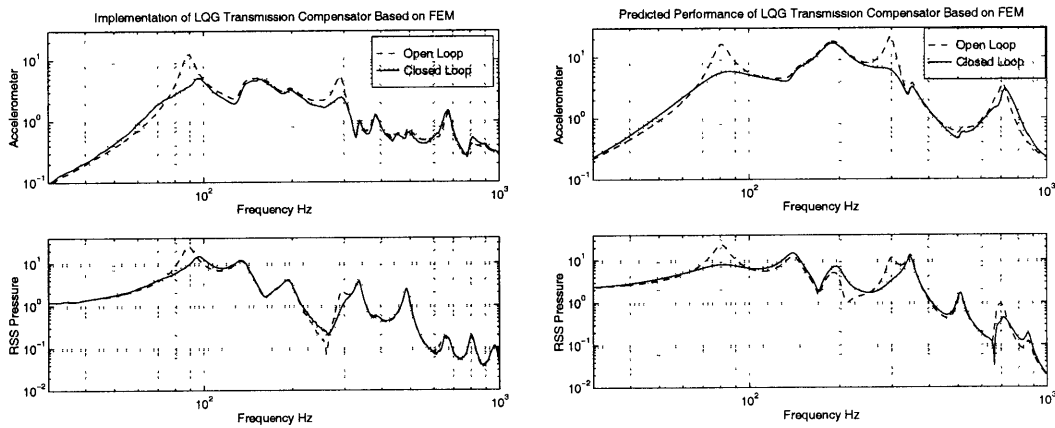 Implementation of LQG Transmission Compensator Based on FEM
Open Loop
Closed Loop
Accelerometer
10^1
10^0
10^-1
10^2
10^3
Frequency Hz
RSS Pressure
10^1
10^0
10^-1
10^-2
10^2
10^3
Frequency Hz
Predicted Performance of LQG Transmission Compensator Based on FEM
Open Loop
Closed Loop
Accelerometer
10^1
10^0
10^-1
10^2
10^3
Frequency Hz
RSS Pressure
10^1
10^0
10^-1
10^-2
10^2
10^3
Frequency Hz